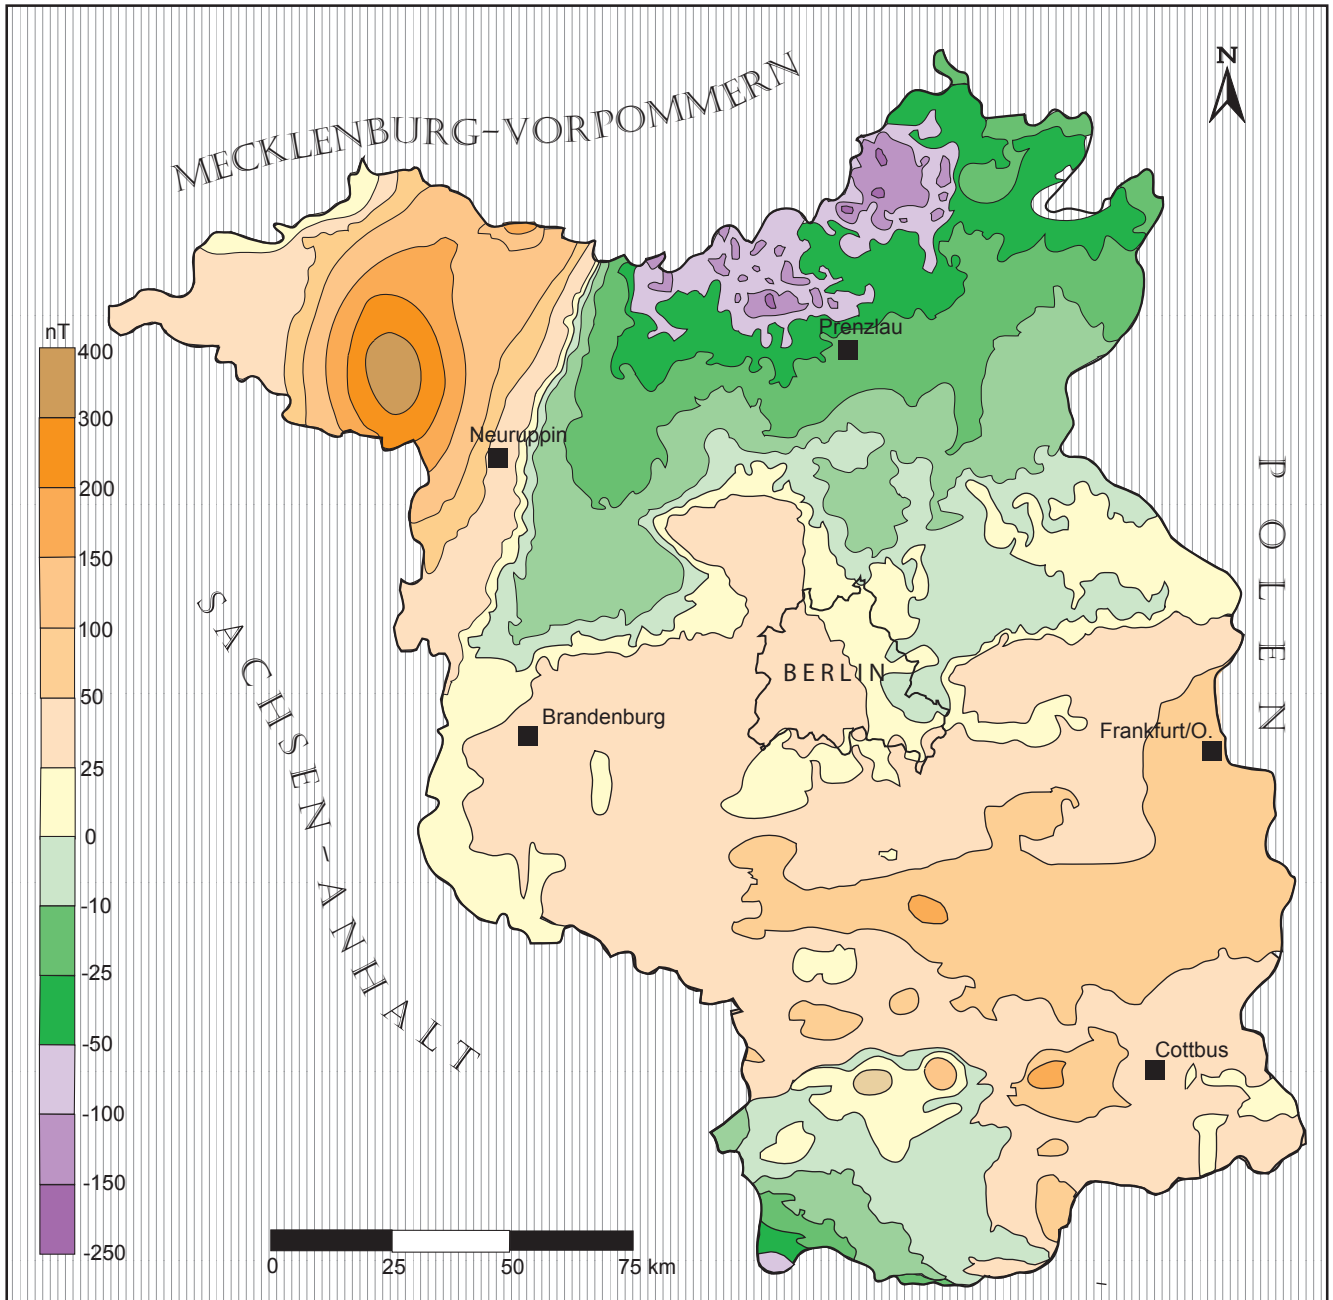 N
MECKLENBURG-VORPOMMERN
nT
400
300
200
150
100
50
25
0
-10
-25
-50
-100
-150
-250
Prenzlau
Neuruppin
POLEN
SACHSEN-ANHALT
BERLIN
Brandenburg
Frankfurt/O.
Cottbus
0 25 50 75 km